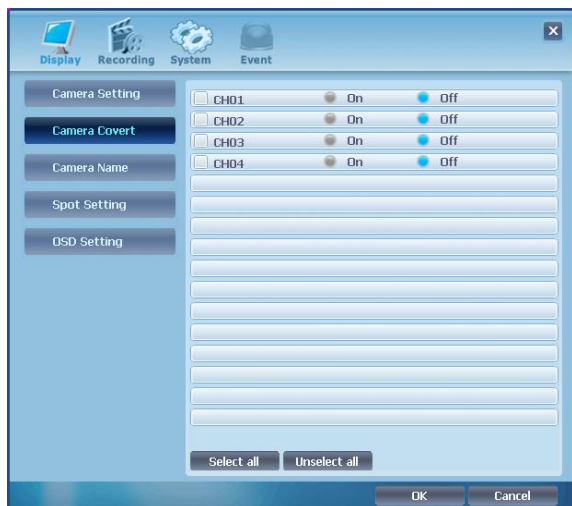 Display Recording System Event
Camera Setting
Camera Covert
Camera Name
Spot Setting
OSD Setting
CH01 On Off
CH02 On Off
CH03 On Off
CH04 On Off
Select all Unselect all
OK Cancel